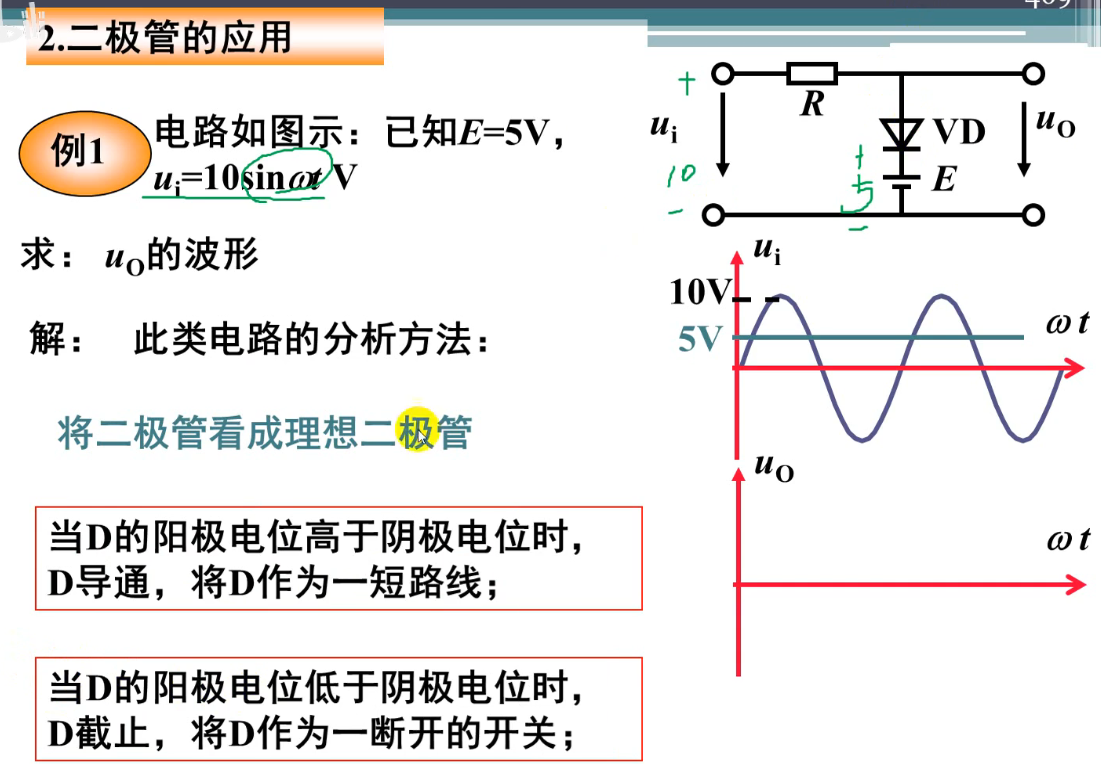 2.二极管的应用
例1
电路如图示：已知E=5V，
ui=10sinωt V
求： uO的波形
解： 此类电路的分析方法：
将二极管看成理想二极管
当D的阳极电位高于阴极电位时，
D导通，将D作为一短路线；
当D的阳极电位低于阴极电位时，
D截止，将D作为一断开的开关；
+
ui
10
-
R
VD
+
5
-
E
uO
ui
10V
5V
ωt
uO
ωt